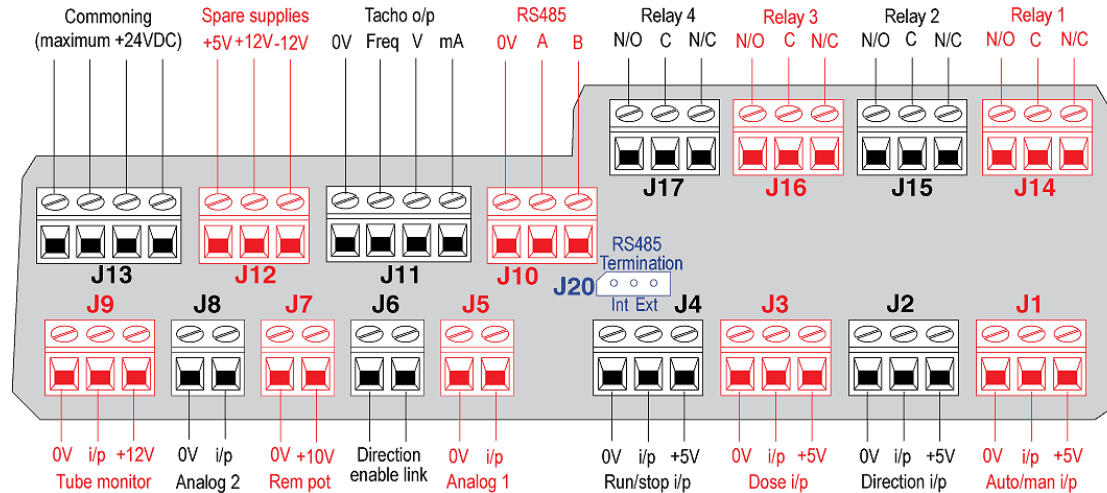 Commoning Spare supplies Tacho o/p RS485 Relay 4 Relay 3 Relay 2 Relay 1
(maximum +24VDC) +5V +12V -12V 0V Freq V mA 0V A B N/O C N/C N/O C N/C N/O C N/C N/O C N/C
J17 J16 J15 J14
J13 J12 J11 J10
RS485
Termination
J20
Int Ext
J9 J8 J7 J6 J5 J4 J3 J2 J1
0V i/p +12V 0V i/p 0V +10V Direction 0V i/p 0V i/p +5V 0V i/p +5V 0V i/p +5V 0V i/p +5V
Tube monitor Analog 2 Rem pot enable link Analog 1 Run/stop i/p Dose i/p Direction i/p Auto/man i/p